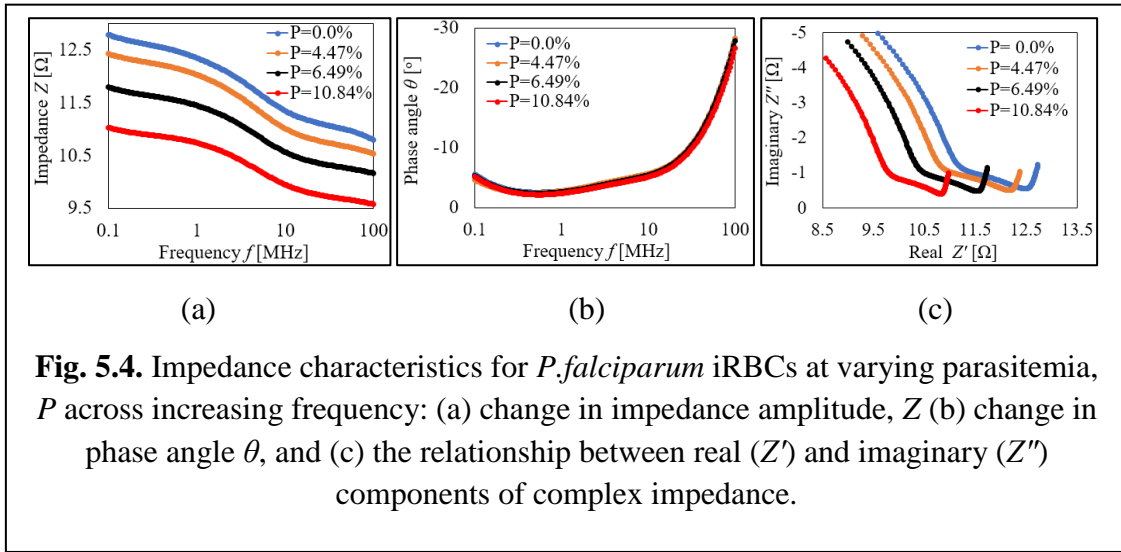 12.5
11.5
10.5
9.5
Impedance Z [Ω]
P=0.0%
P=4.47%
P=6.49%
P=10.84%
0.1 1 10 100
Frequency f [MHz]
-30
-20
-10
0
Phase angle θ [º]
P=0.0%
P=4.47%
P=6.49%
P=10.84%
0.1 1 10 100
Frequency f [MHz]
-5
-4
-3
-2
-1
0
Imaginary Z″ [Ω]
P= 0.0%
P=4.47%
P=6.49%
P=10.84%
8.5 9.5 10.5 11.5 12.5 13.5
Real Z′ [Ω]
(a) (b) (c)
Fig. 5.4. Impedance characteristics for P.falciparum iRBCs at varying parasitemia,
P across increasing frequency: (a) change in impedance amplitude, Z (b) change in
phase angle θ, and (c) the relationship between real (Z′) and imaginary (Z″)
components of complex impedance.